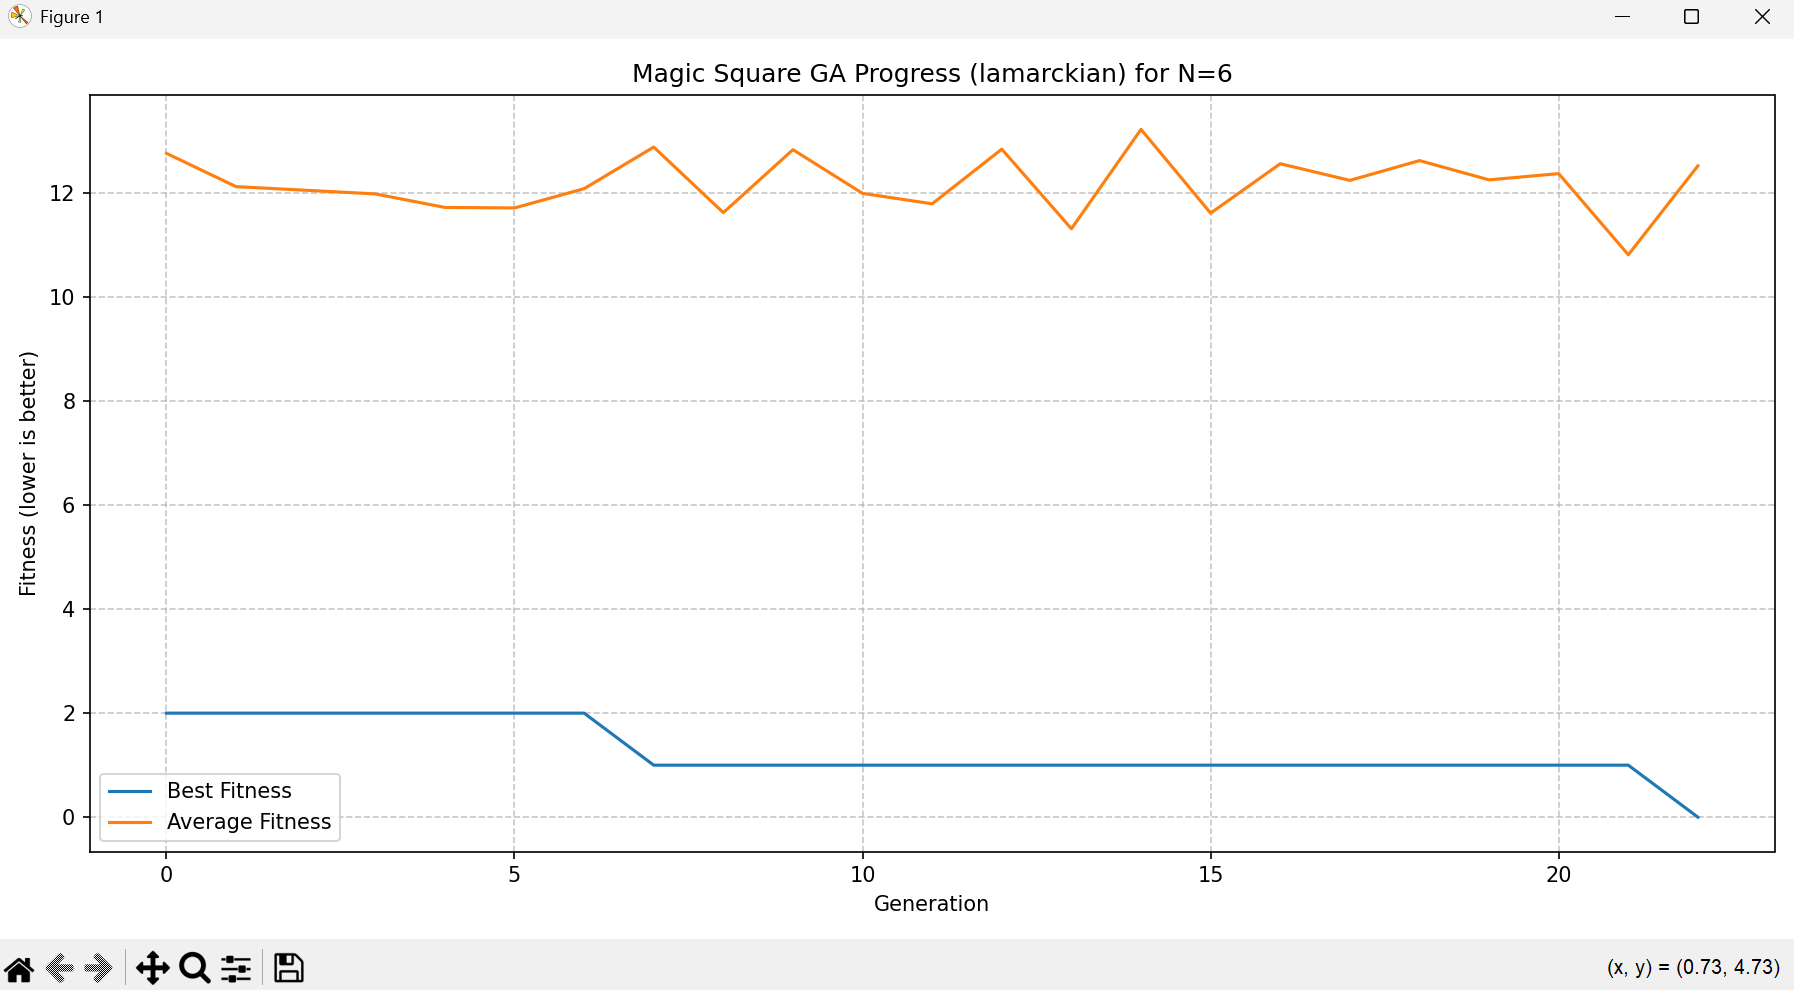 Figure 1
Magic Square GA Progress (lamarckian) for N=6
Fitness (lower is better)
12
10
8
6
4
2
0
Best Fitness
Average Fitness
0 5 10 15 20
Generation
(x, y) = (0.73, 4.73)